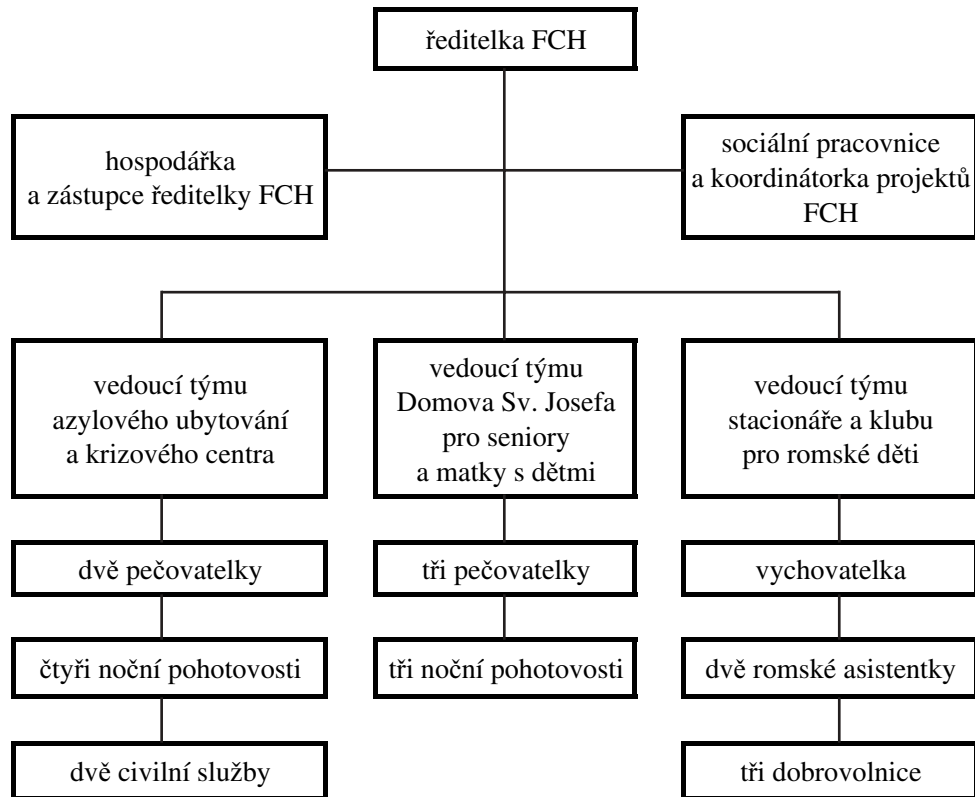 ředitelka FCH
hospodářka
a zástupce ředitelky FCH
sociální pracovnice
a koordinátorka projektů
FCH
vedoucí týmu
azylového ubytování
a krizového centra
vedoucí týmu
Domova Sv. Josefa
pro seniory
a matky s dětmi
vedoucí týmu
stacionáře a klubu
pro romské děti
dvě pečovatelky
tři pečovatelky
vychovatelka
čtyři noční pohotovosti
tři noční pohotovosti
dvě romské asistentky
dvě civilní služby
tři dobrovolnice